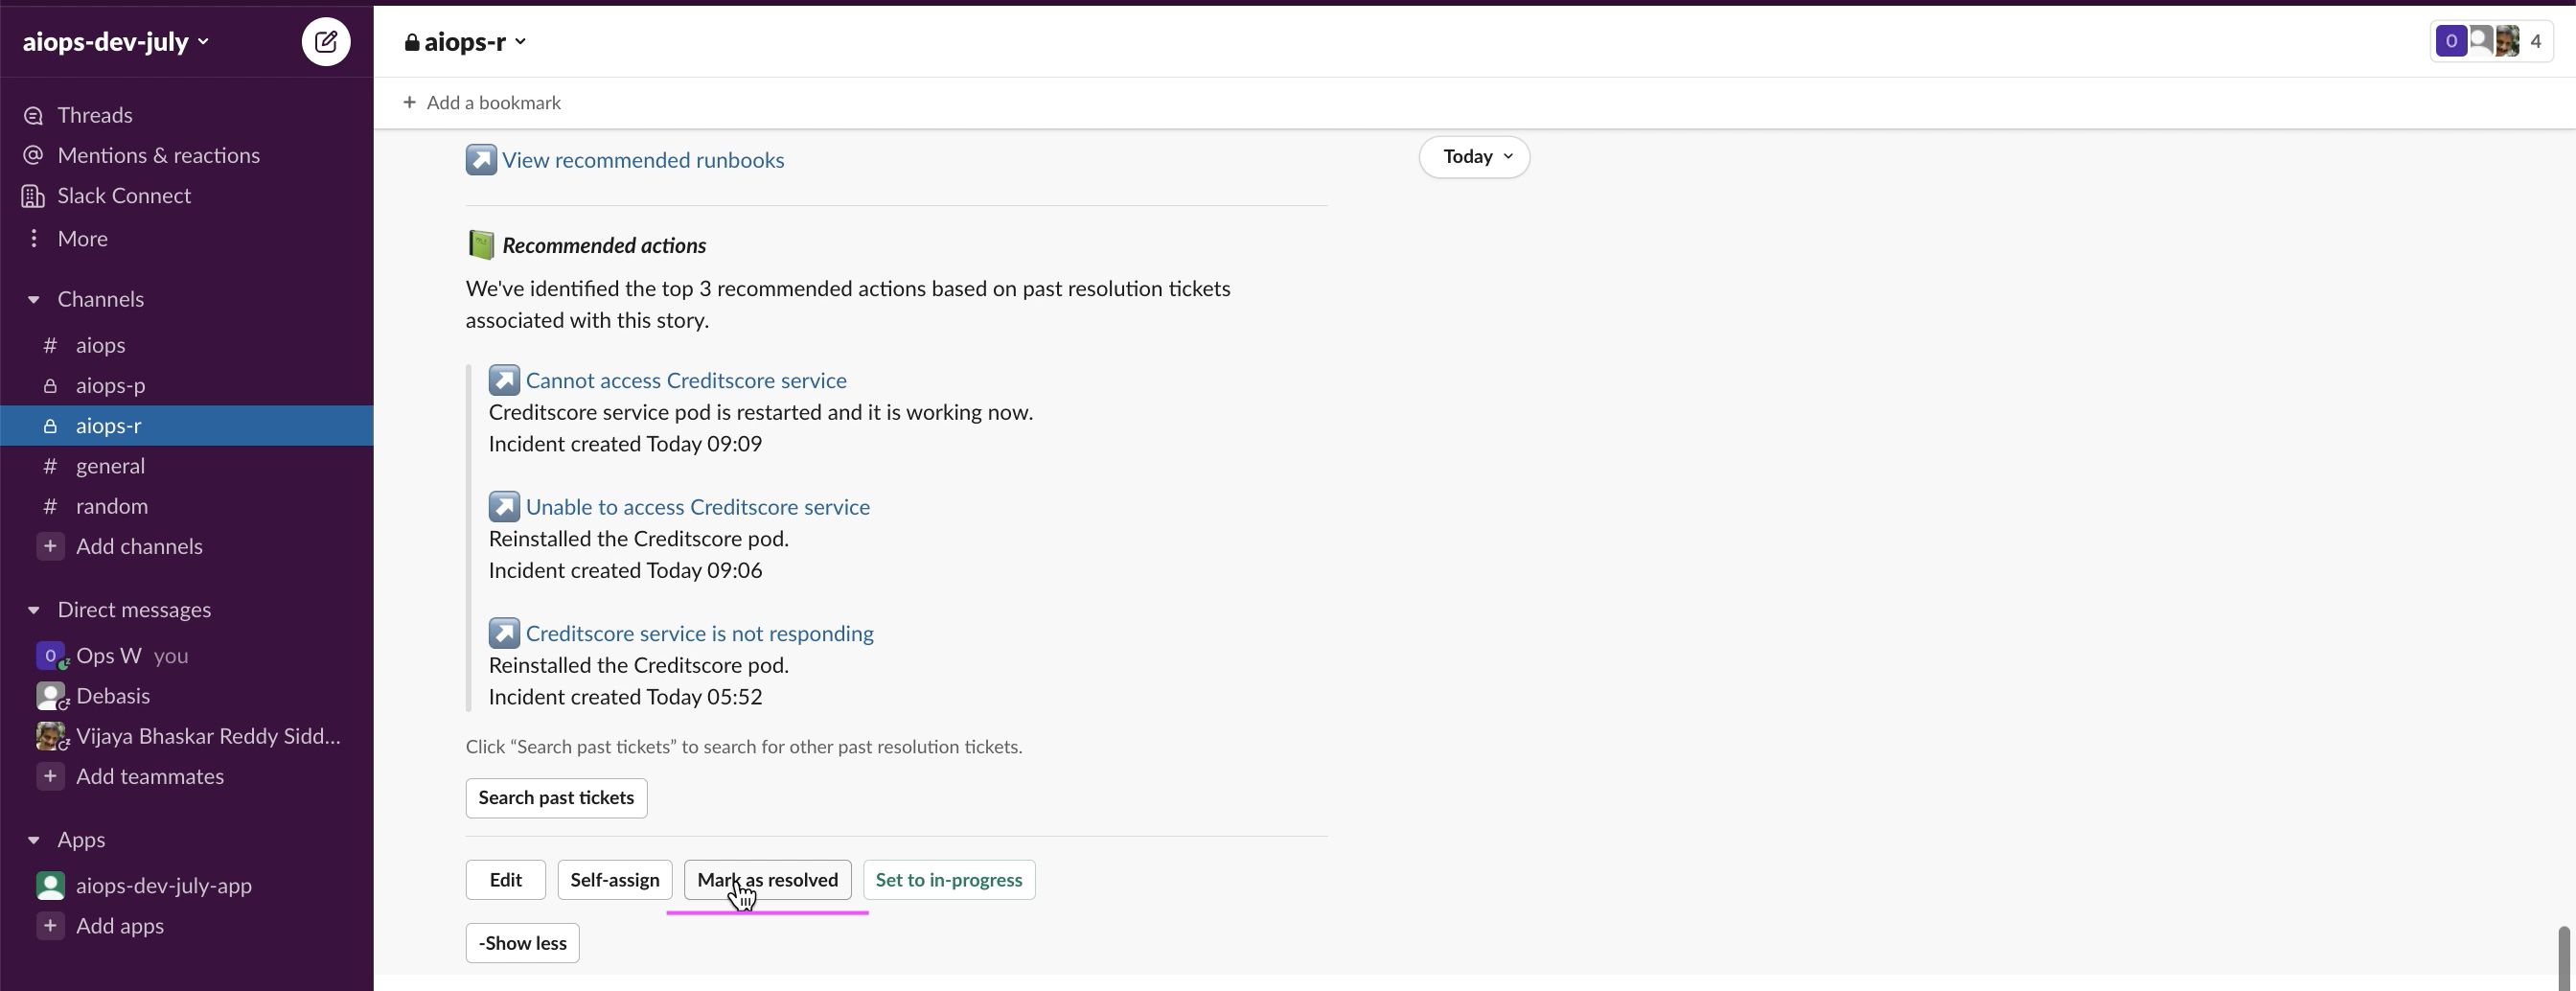 aiops-dev-july
Threads
Mentions & reactions
Slack Connect
More
Channels
# aiops
aiops-p
aiops-r
# general
# random
+ Add channels
Direct messages
O Ops W you
Debasis
Vijaya Bhaskar Reddy Sidd...
+ Add teammates
Apps
aiops-dev-july-app
+ Add apps
aiops-r
O 4
+ Add a bookmark
Today
View recommended runbooks
Recommended actions
We've identified the top 3 recommended actions based on past resolution tickets
associated with this story.
Cannot access Creditscore service
Creditscore service pod is restarted and it is working now.
Incident created Today 09:09
Unable to access Creditscore service
Reinstalled the Creditscore pod.
Incident created Today 09:06
Creditscore service is not responding
Reinstalled the Creditscore pod.
Incident created Today 05:52
Click “Search past tickets” to search for other past resolution tickets.
Search past tickets
Edit Self-assign Mark as resolved Set to in-progress
-Show less